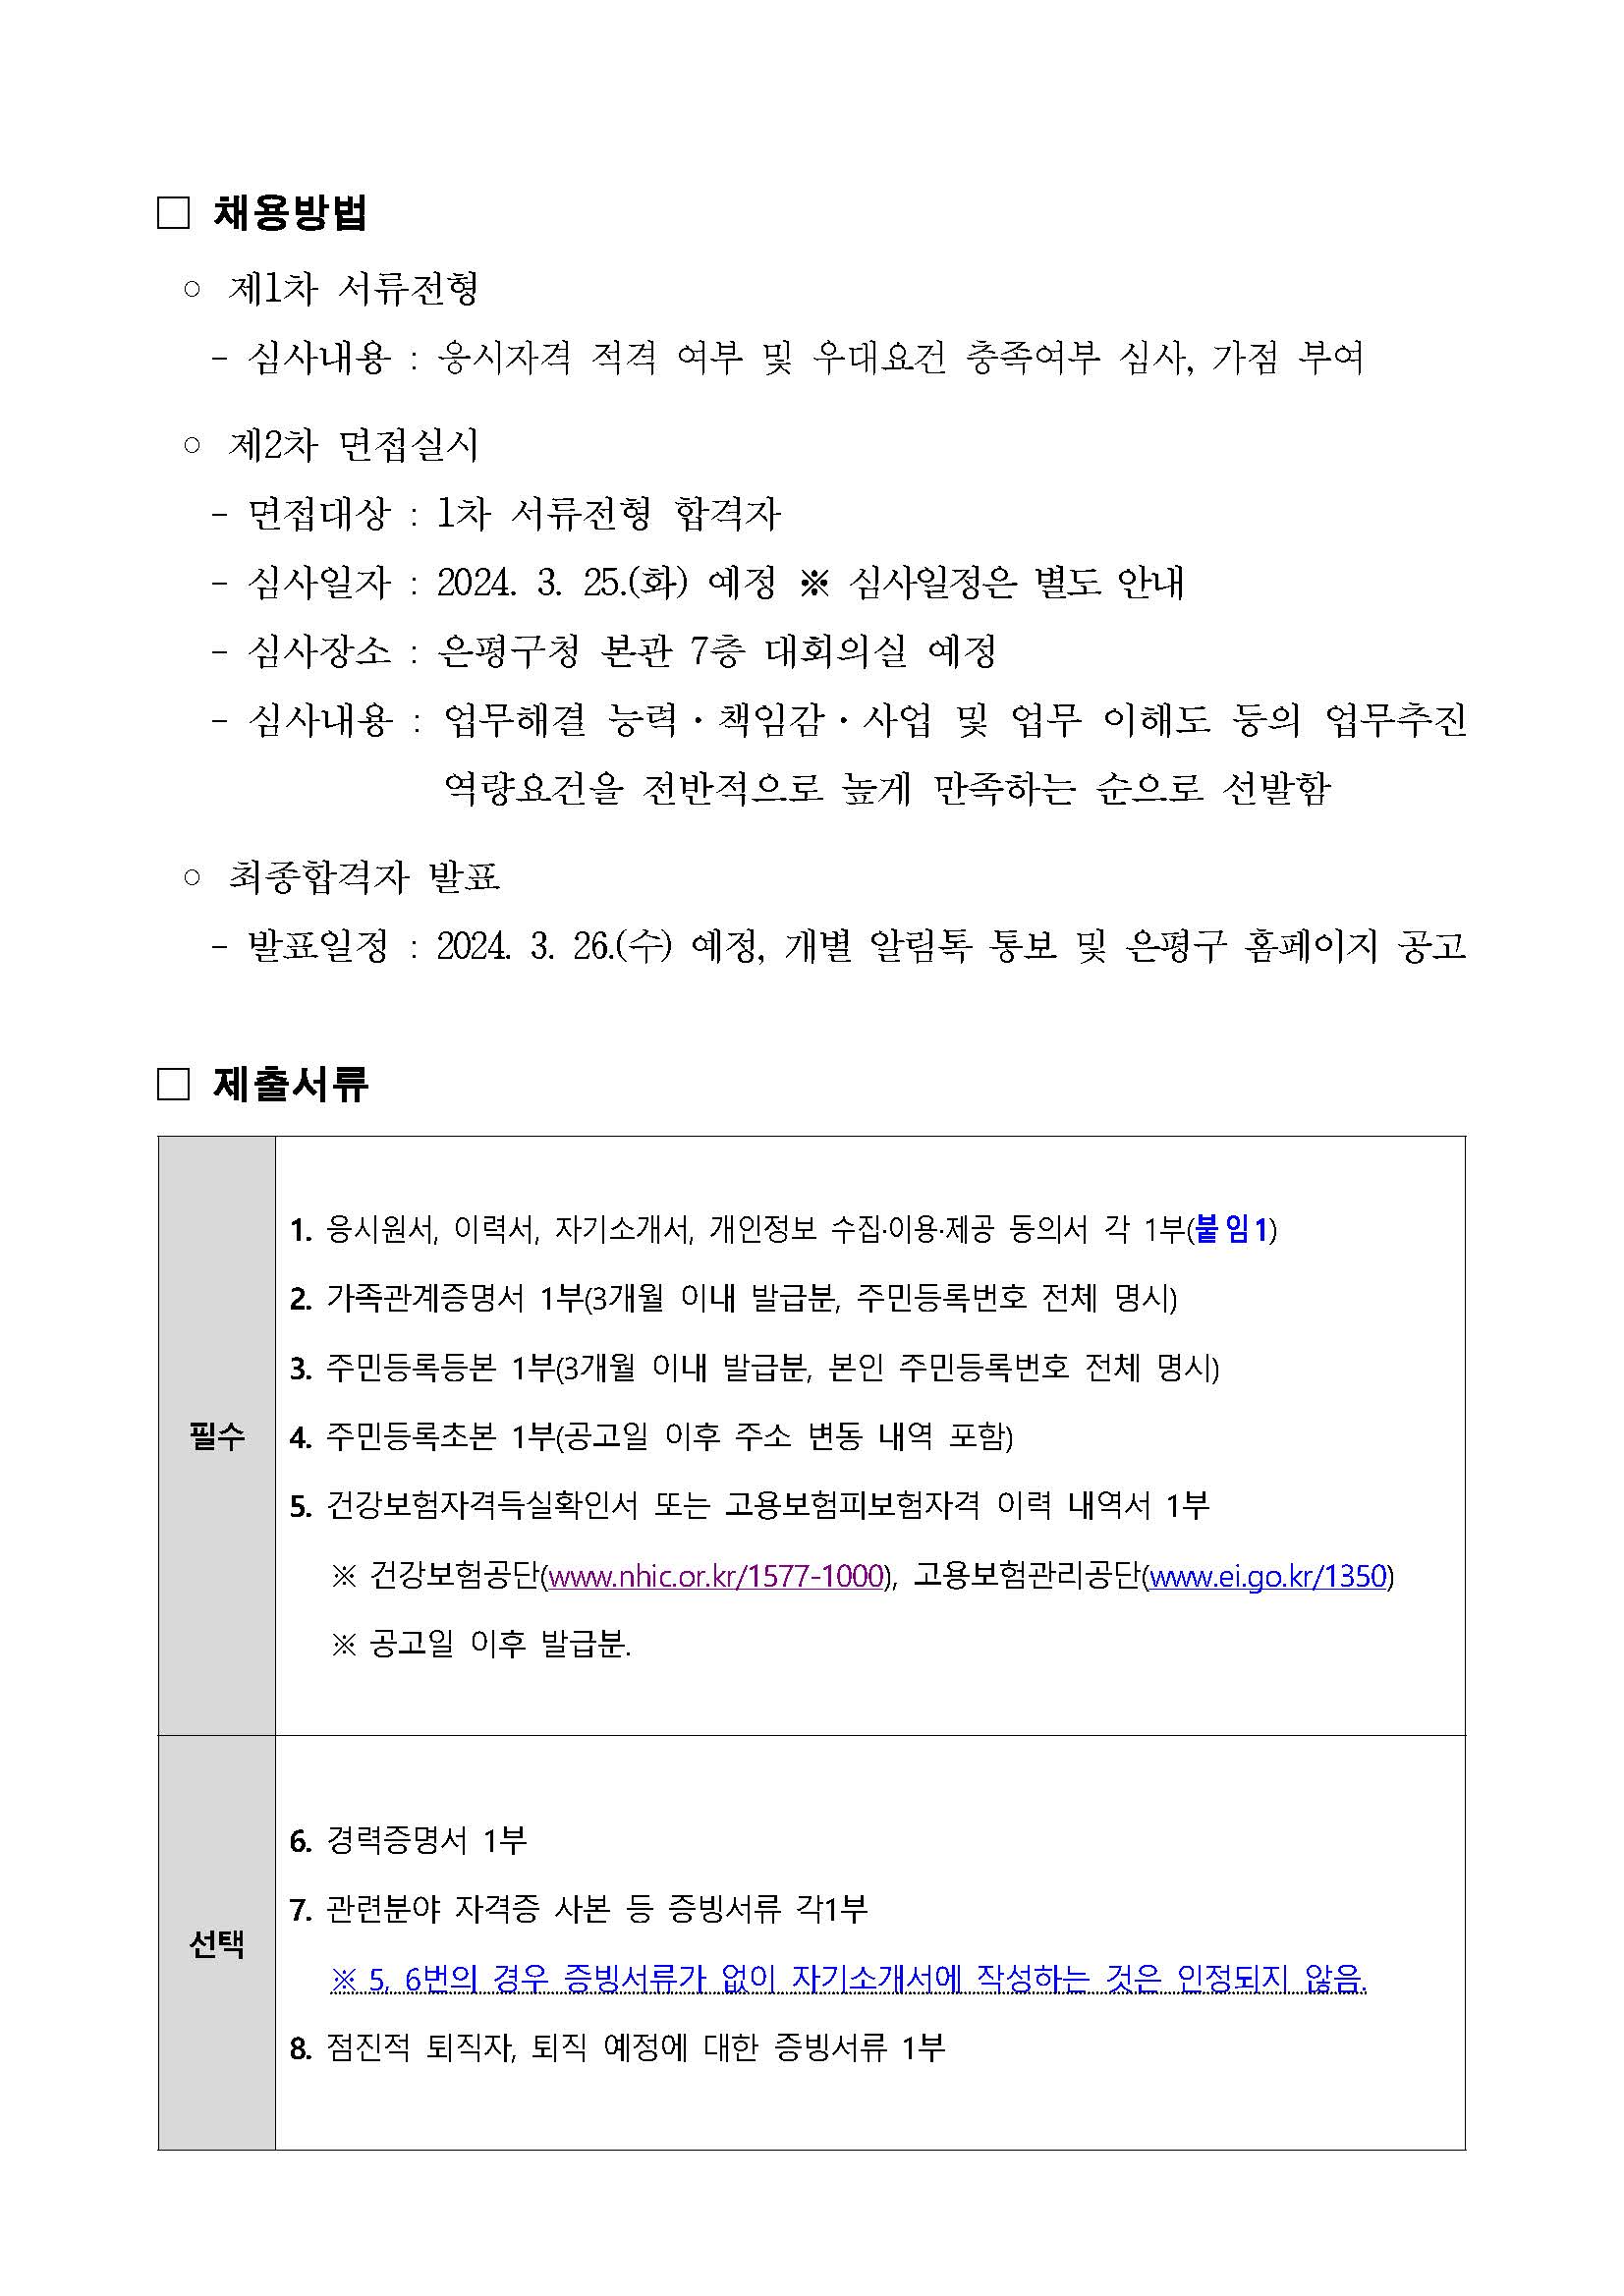 □ 채용방법
○ 제1차 서류전형
- 심사내용 : 응시자격 적격 여부 및 우대요건 충족여부 심사, 가점 부여
○ 제2차 면접실시
- 면접대상 : 1차 서류전형 합격자
- 심사일자 : 2024. 3. 25.(화) 예정 ※ 심사일정은 별도 안내
- 심사장소 : 은평구청 본관 7층 대회의실 예정
- 심사내용 : 업무해결 능력·책임감·사업 및 업무 이해도 등의 업무추진
역량요건을 전반적으로 높게 만족하는 순으로 선발함
○ 최종합격자 발표
- 발표일정 : 2024. 3. 26.(수) 예정, 개별 알림톡 통보 및 은평구 홈페이지 공고
□ 제출서류
필수
1. 응시원서, 이력서, 자기소개서, 개인정보 수집·이용·제공 동의서 각 1부(붙임1)
2. 가족관계증명서 1부(3개월 이내 발급분, 주민등록번호 전체 명시)
3. 주민등록등본 1부(3개월 이내 발급분, 본인 주민등록번호 전체 명시)
4. 주민등록초본 1부(공고일 이후 주소 변동 내역 포함)
5. 건강보험자격득실확인서 또는 고용보험피보험자격 이력 내역서 1부
※ 건강보험공단(www.nhic.or.kr/1577-1000), 고용보험관리공단(www.ei.go.kr/1350)
※ 공고일 이후 발급분.
선택
6. 경력증명서 1부
7. 관련분야 자격증 사본 등 증빙서류 각1부
※ 5, 6번의 경우 증빙서류가 없이 자기소개서에 작성하는 것은 인정되지 않음.
8. 점진적 퇴직자, 퇴직 예정에 대한 증빙서류 1부